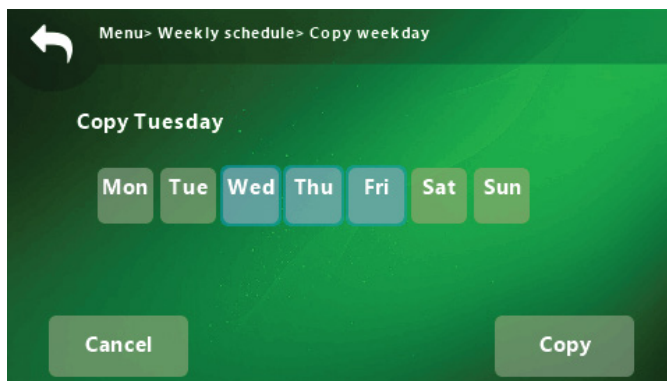 Menu> Weekly schedule> Copy weekday
Copy Tuesday
Mon Tue Wed Thu Fri Sat Sun
Cancel Copy